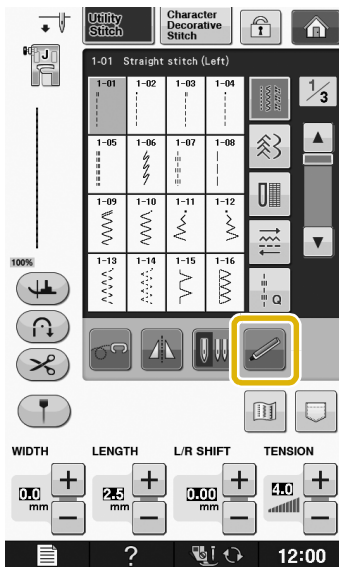 Utility
Stitch
Character
Decorative
Stitch
J
1-01 Straight stitch (Left)
1-01 1-02 1-03 1-04
1/3
1-05 1-06 1-07 1-08
1-09 1-10 1-11 1-12
1-13 1-14 1-15 1-16
Q
100%
WIDTH LENGTH L/R SHIFT TENSION
0.0 mm + −
2.5 mm + −
0.00 mm + −
4.0 + −
? 12:00